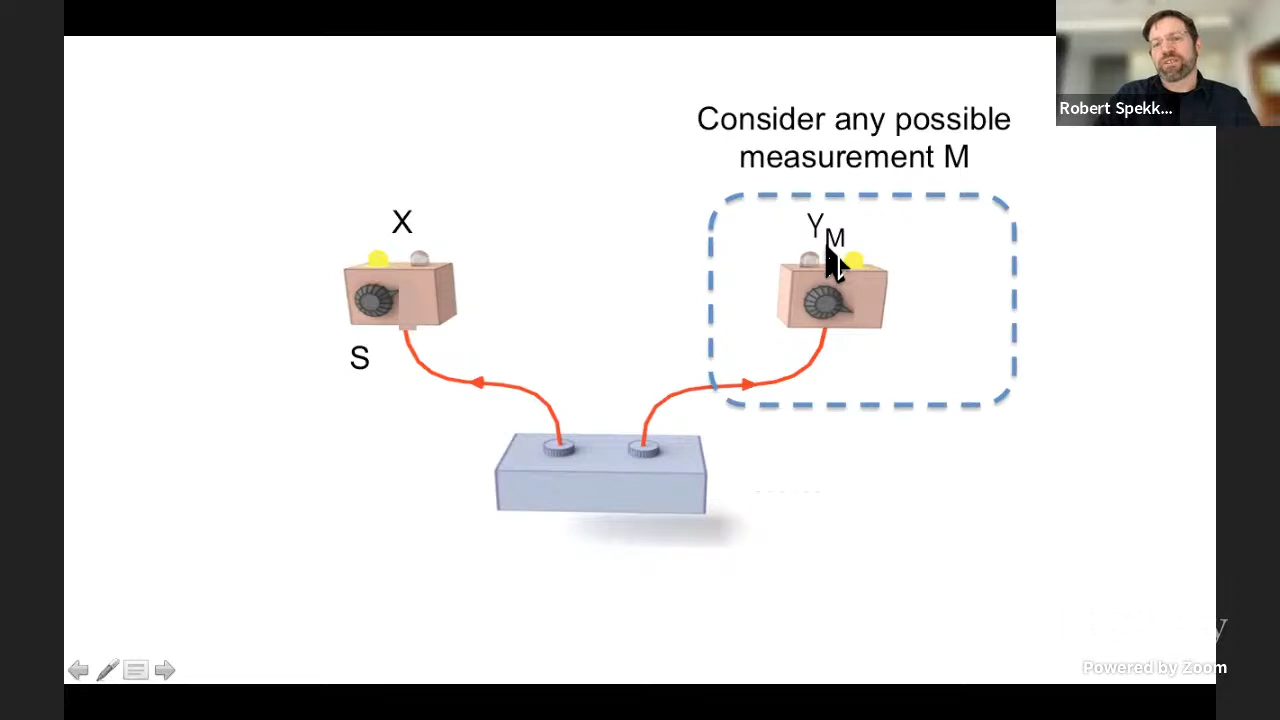 Robert Spekk...
Consider any possible
measurement M
X
Y
M
S
Powered by Zoom